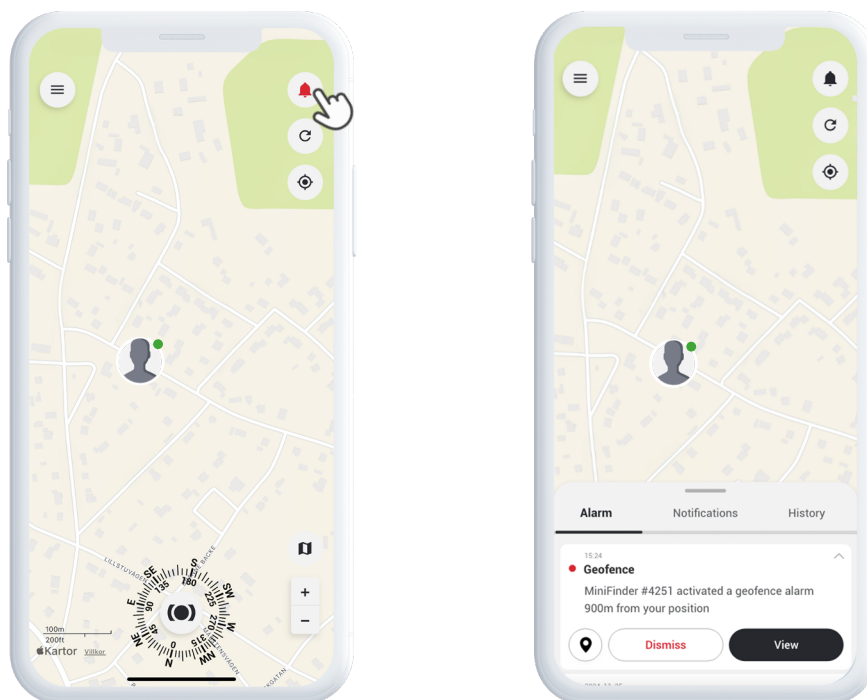 100m
200ft
Kartor Villkor
LILLSTUVÄGEN
BACKE
N
NE
E
SE
S
SW
W
NW
0
45
90
135
180
225
270
315
+
−
Alarm Notifications History
15:24
Geofence
MiniFinder #4251 activated a geofence alarm
900m from your position
Dismiss View